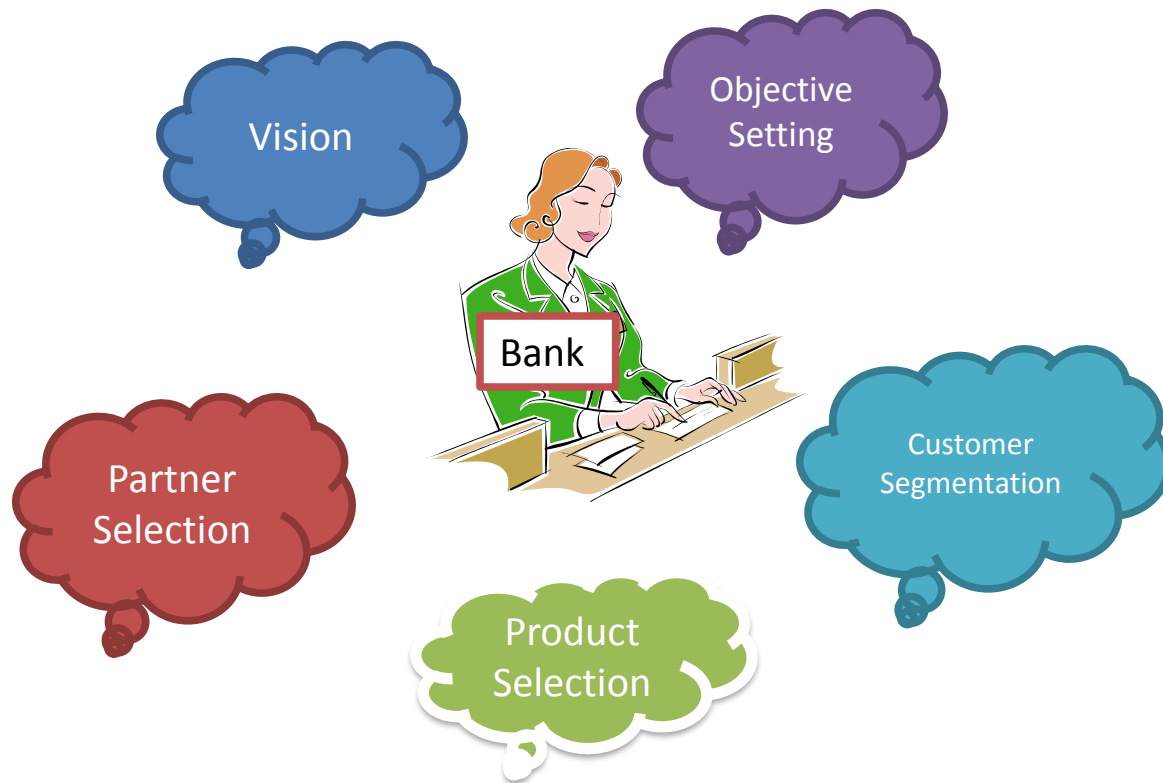 Vision
Objective
Setting
Bank
Partner
Selection
Customer
Segmentation
Product
Selection